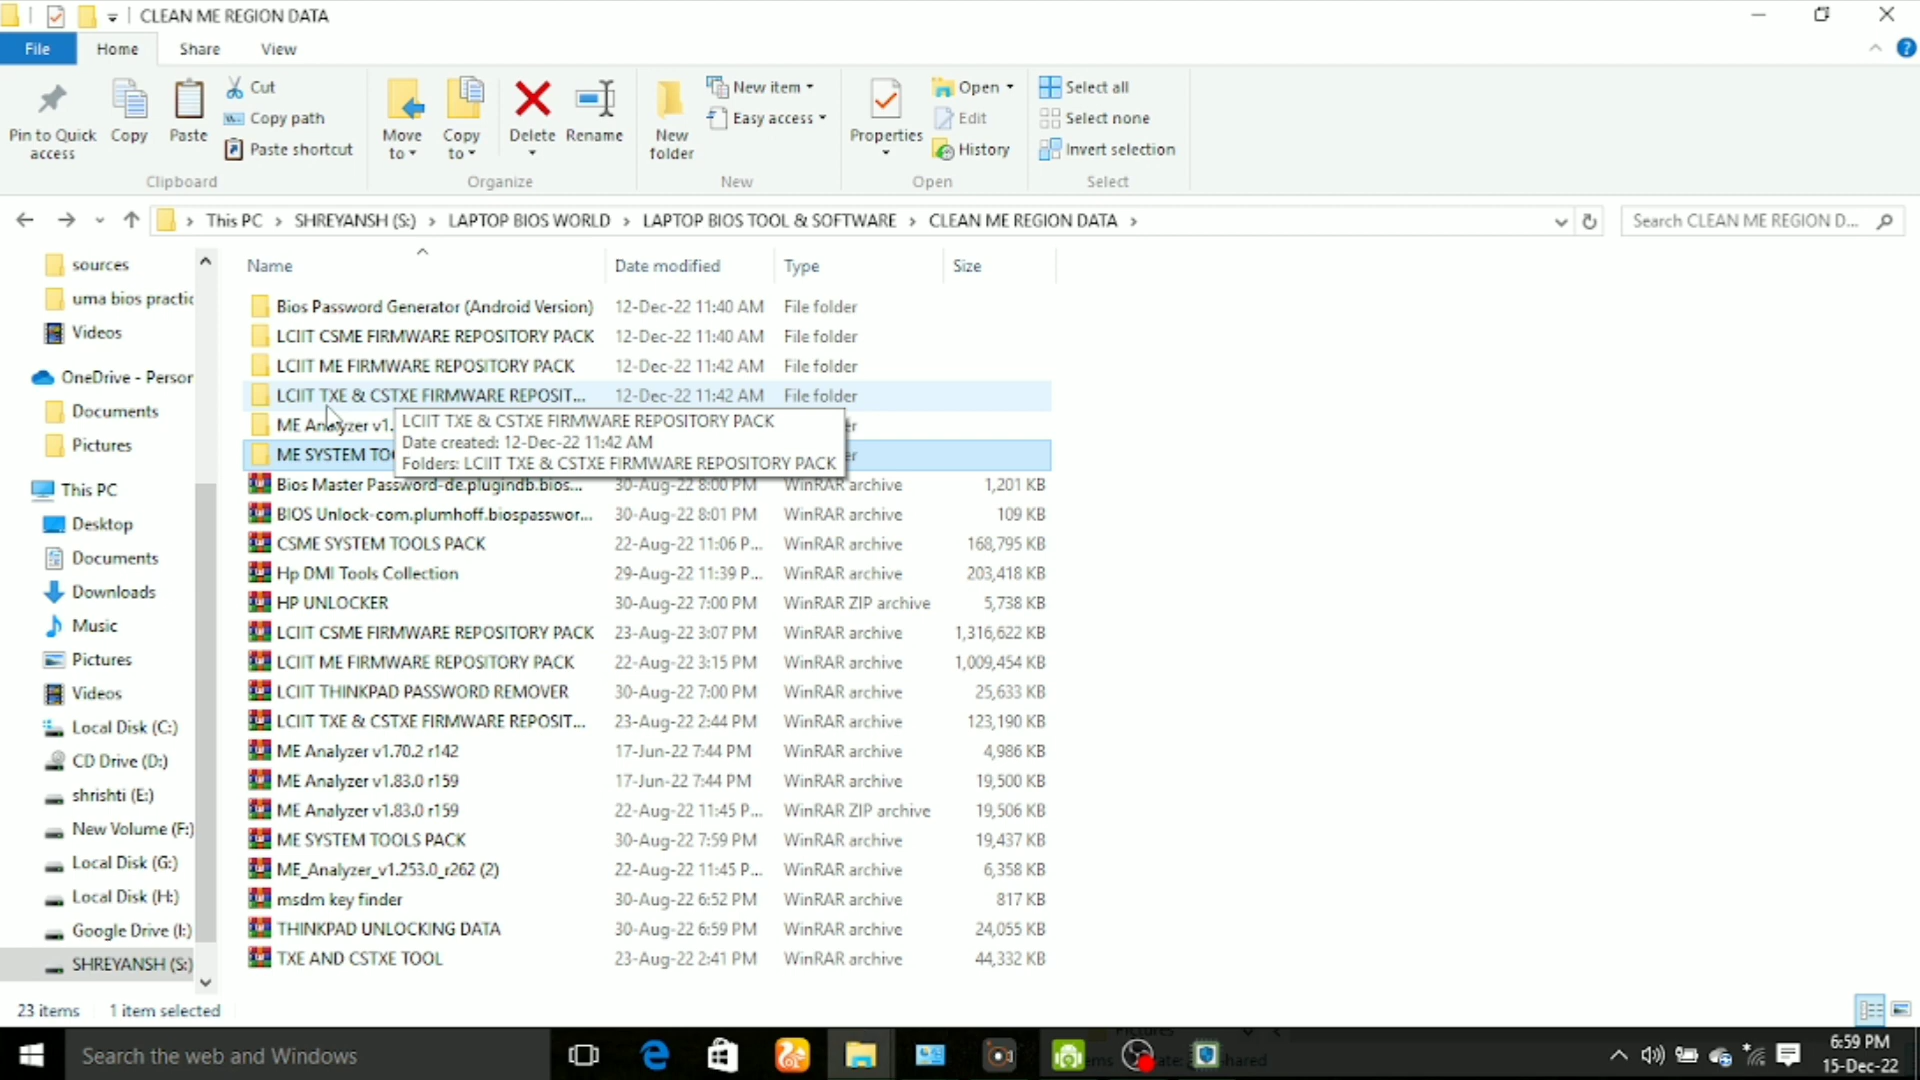 CLEAN ME REGION DATA
File Home Share View
Pin to Quick access
Copy
Paste
Cut
Copy path
Paste shortcut
Clipboard
Move to
Copy to
Delete
Rename
Organize
New folder
New item
Easy access
New
Properties
Open
Edit
History
Open
Select all
Select none
Invert selection
Select
This PC > SHREYANSH (S:) > LAPTOP BIOS WORLD > LAPTOP BIOS TOOL & SOFTWARE > CLEAN ME REGION DATA >
Search CLEAN ME REGION D...
sources
uma bios practic
Videos
OneDrive - Person
Documents
Pictures
This PC
Desktop
Documents
Downloads
Music
Pictures
Videos
Local Disk (C:)
CD Drive (D:)
shrishti (E:)
New Volume (F:)
Local Disk (G:)
Local Disk (H:)
Google Drive (I:)
SHREYANSH (S:)
Name Date modified Type Size
Bios Password Generator (Android Version) 12-Dec-22 11:40 AM File folder
LCIIT CSME FIRMWARE REPOSITORY PACK 12-Dec-22 11:40 AM File folder
LCIIT ME FIRMWARE REPOSITORY PACK 12-Dec-22 11:42 AM File folder
LCIIT TXE & CSTXE FIRMWARE REPOSIT... 12-Dec-22 11:42 AM File folder
ME Analyzer v1.
ME SYSTEM TO
LCIIT TXE & CSTXE FIRMWARE REPOSITORY PACK
Date created: 12-Dec-22 11:42 AM
Folders: LCIIT TXE & CSTXE FIRMWARE REPOSITORY PACK
Bios Master Password-de.plugindb.bios... 30-Aug-22 8:00 PM WinRAR archive 1,201 KB
BIOS Unlock-com.plumhoff.biospasswor... 30-Aug-22 8:01 PM WinRAR archive 109 KB
CSME SYSTEM TOOLS PACK 22-Aug-22 11:06 P... WinRAR archive 168,795 KB
Hp DMI Tools Collection 29-Aug-22 11:39 P... WinRAR archive 203,418 KB
HP UNLOCKER 30-Aug-22 7:00 PM WinRAR ZIP archive 5,738 KB
LCIIT CSME FIRMWARE REPOSITORY PACK 23-Aug-22 3:07 PM WinRAR archive 1,316,622 KB
LCIIT ME FIRMWARE REPOSITORY PACK 22-Aug-22 3:15 PM WinRAR archive 1,009,454 KB
LCIIT THINKPAD PASSWORD REMOVER 30-Aug-22 7:00 PM WinRAR archive 25,633 KB
LCIIT TXE & CSTXE FIRMWARE REPOSIT... 23-Aug-22 2:44 PM WinRAR archive 123,190 KB
ME Analyzer v1.70.2 r142 17-Jun-22 7:44 PM WinRAR archive 4,986 KB
ME Analyzer v1.83.0 r159 17-Jun-22 7:44 PM WinRAR archive 19,500 KB
ME Analyzer v1.83.0 r159 22-Aug-22 11:45 P... WinRAR ZIP archive 19,506 KB
ME SYSTEM TOOLS PACK 30-Aug-22 7:59 PM WinRAR archive 19,437 KB
ME_Analyzer_v1.253.0_r262 (2) 22-Aug-22 11:45 P... WinRAR archive 6,358 KB
msdm key finder 30-Aug-22 6:52 PM WinRAR archive 817 KB
THINKPAD UNLOCKING DATA 30-Aug-22 6:59 PM WinRAR archive 24,055 KB
TXE AND CSTXE TOOL 23-Aug-22 2:41 PM WinRAR archive 44,332 KB
23 items 1 item selected
Search the web and Windows
6:59 PM
15-Dec-22